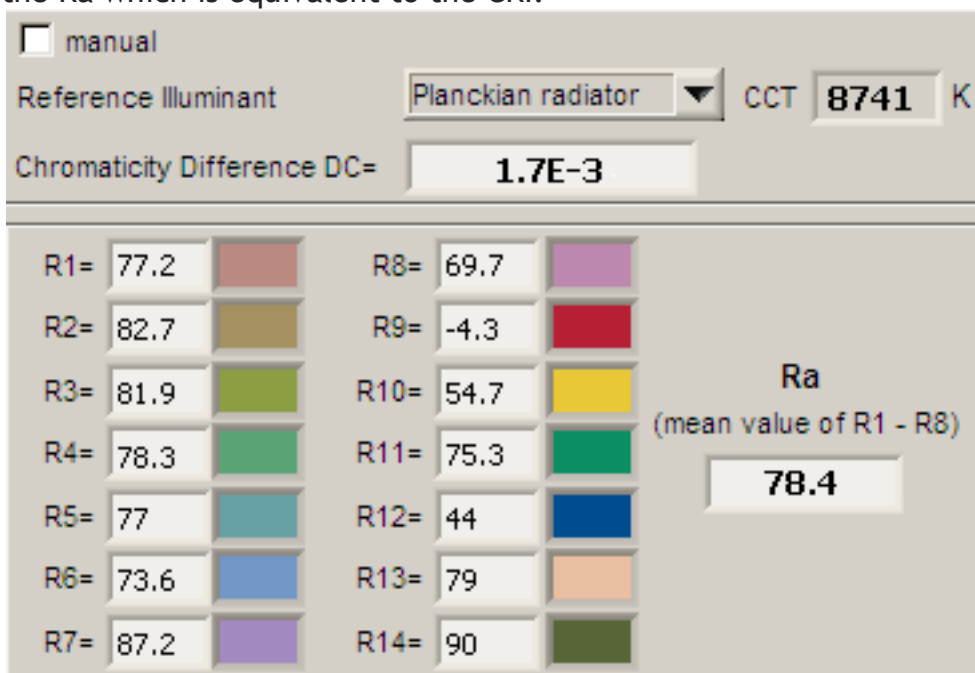 the Ra which is equivalent to the CRI.
manual
Reference Illuminant Planckian radiator CCT 8741 K
Chromaticity Difference DC= 1.7E-3
R1= 77.2 R8= 69.7
R2= 82.7 R9= -4.3
R3= 81.9 R10= 54.7
R4= 78.3 R11= 75.3
R5= 77 R12= 44
R6= 73.6 R13= 79
R7= 87.2 R14= 90
Ra
(mean value of R1 - R8)
78.4